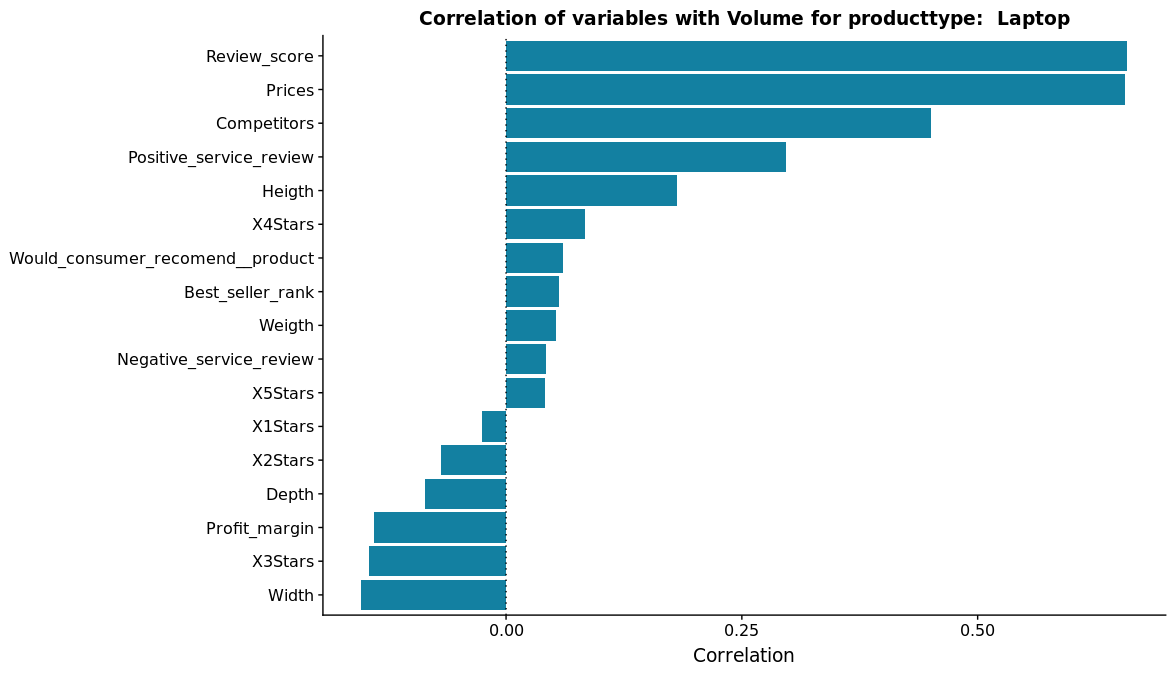 Correlation of variables with Volume for producttype:  Laptop
Review_score
Prices
Competitors
Positive_service_review
Heigth
X4Stars
Would_consumer_recomend__product
Best_seller_rank
Weigth
Negative_service_review
X5Stars
X1Stars
X2Stars
Depth
Profit_margin
X3Stars
Width
0.00 0.25 0.50
Correlation